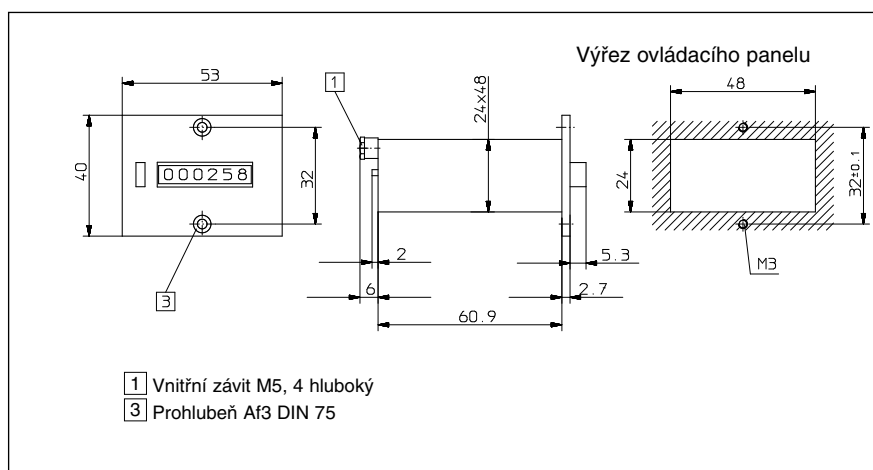 Výřez ovládacího panelu
53
1
24x48
48
40
000258
32
24
32±0.1
2
5.3
M3
3
6
2.7
60.9
1 Vnitřní závit M5, 4 hluboký
3 Prohlubeň Af3 DIN 75